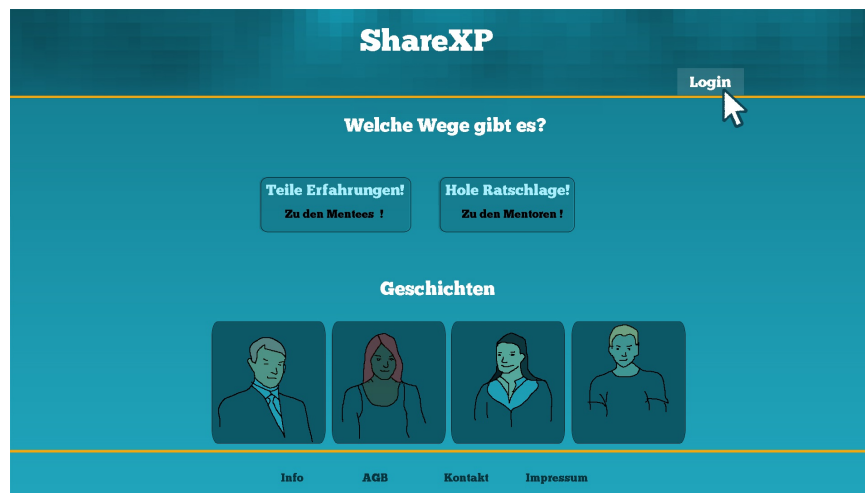 ShareXP
Login
Welche Wege gibt es?
Teile Erfahrungen!
Zu den Mentees !
Hole Ratschlage!
Zu den Mentoren !
Geschichten
Info AGB Kontakt Impressum